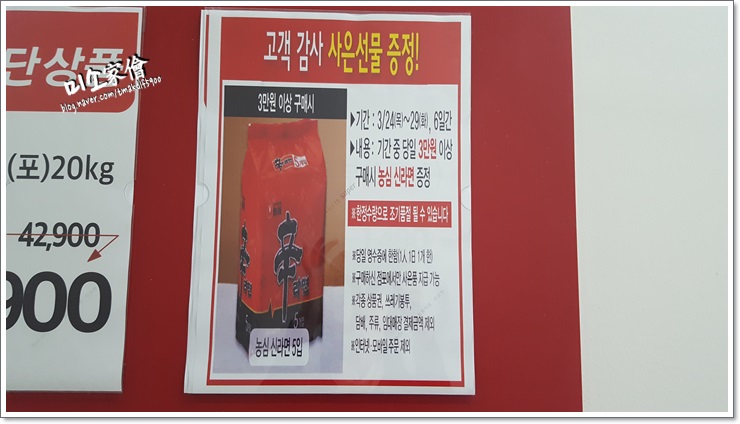 단상품
미소家會
blog.naver.com/tmakdlf5900
(포)20kg
42,900
900
고객 감사 사은선물 증정!
3만원 이상 구매시
辛
라면
농심 신라면 5입
▶기간 : 3/24(목)~29(화), 6일간
▶내용 : 기간 중 당일 3만원 이상
구매시 농심 신라면 증정
※한정수량으로 조기품절 될 수 있습니다
※당일 영수증에 한함(1人 1日 1개 한)
※구매하신 점포에서만 사은품 지급 가능
※각종 상품권, 쓰레기봉투,
담배, 주류, 임대매장 결제금액 제외
※인터넷·모바일 주문 제외